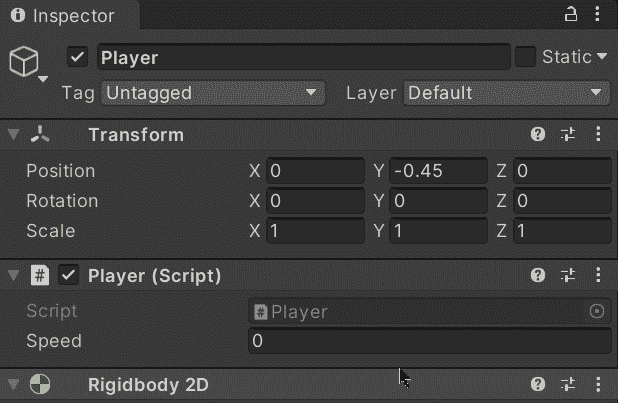 Inspector
Player Static
Tag Untagged Layer Default
Transform
Position X 0 Y -0.45 Z 0
Rotation X 0 Y 0 Z 0
Scale X 1 Y 1 Z 1
# Player (Script)
Script # Player
Speed 0
Rigidbody 2D